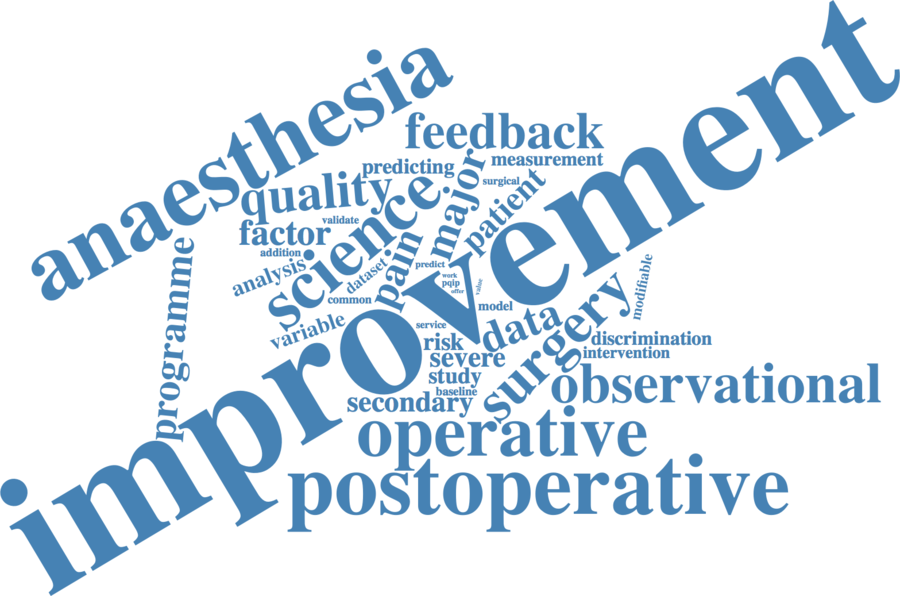 improvement
anaesthesia
feedback
predicting
measurement
quality
major
surgical
patient
science
validate
factor
addition
pain
analysis
dataset
predict
work
pqip
offer
value
common
model
modifiable
programme
variable
service
data
surgery
risk
discrimination
severe
intervention
study
baseline
secondary
observational
operative
postoperative